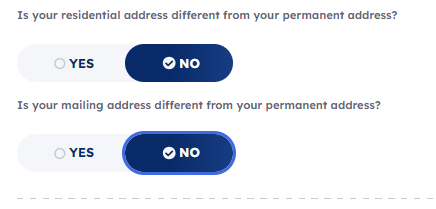 Is your residential address different from your permanent address?
YES NO
Is your mailing address different from your permanent address?
YES NO